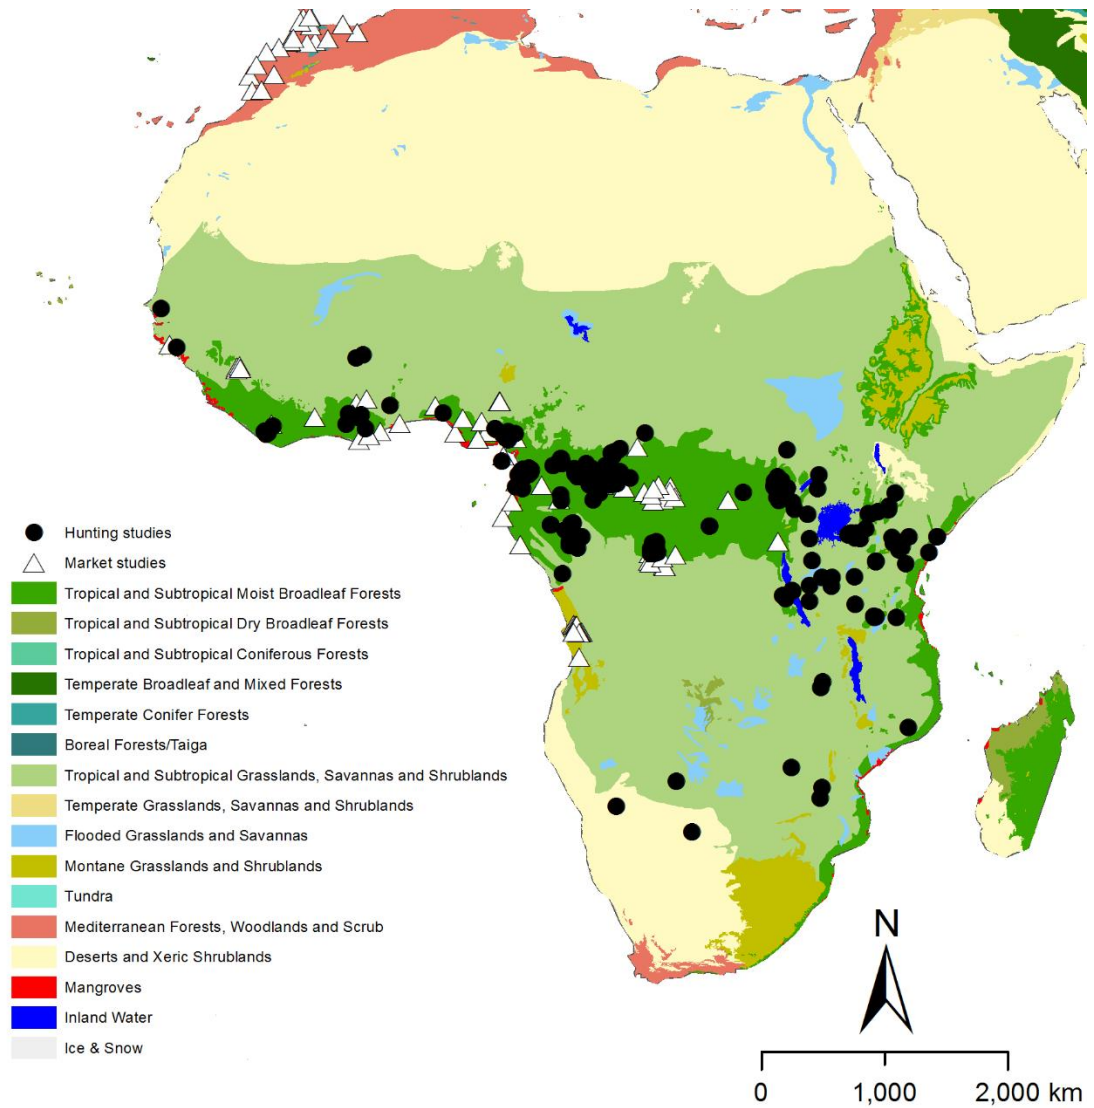 Hunting studies
Market studies
Tropical and Subtropical Moist Broadleaf Forests
Tropical and Subtropical Dry Broadleaf Forests
Tropical and Subtropical Coniferous Forests
Temperate Broadleaf and Mixed Forests
Temperate Conifer Forests
Boreal Forests/Taiga
Tropical and Subtropical Grasslands, Savannas and Shrublands
Temperate Grasslands, Savannas and Shrublands
Flooded Grasslands and Savannas
Montane Grasslands and Shrublands
Tundra
Mediterranean Forests, Woodlands and Scrub
Deserts and Xeric Shrublands
Mangroves
Inland Water
Ice & Snow
N
0 1,000 2,000 km